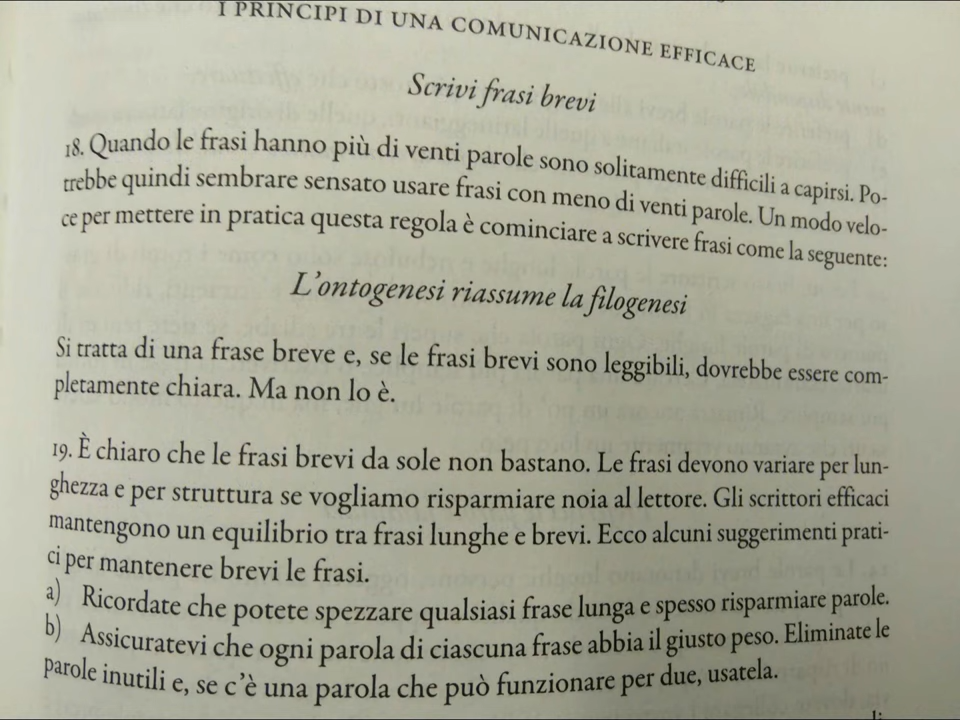 I PRINCIPI DI UNA COMUNICAZIONE EFFICACE
Scrivi frasi brevi
18. Quando le frasi hanno più di venti parole sono solitamente difficili a capirsi. Po-
trebbe quindi sembrare sensato usare frasi con meno di venti parole. Un modo velo-
ce per mettere in pratica questa regola è cominciare a scrivere frasi come la seguente:
L'ontogenesi riassume la filogenesi
Si tratta di una frase breve e, se le frasi brevi sono leggibili, dovrebbe essere com-
pletamente chiara. Ma non lo è.
19. È chiaro che le frasi brevi da sole non bastano. Le frasi devono variare per lun-
ghezza e per struttura se vogliamo risparmiare noia al lettore. Gli scrittori efficaci
mantengono un equilibrio tra frasi lunghe e brevi. Ecco alcuni suggerimenti prati-
ci per mantenere brevi le frasi.
a) Ricordate che potete spezzare qualsiasi frase lunga e spesso risparmiare parole.
b) Assicuratevi che ogni parola di ciascuna frase abbia il giusto peso. Eliminate le
parole inutili e, se c'è una parola che può funzionare per due, usatela.